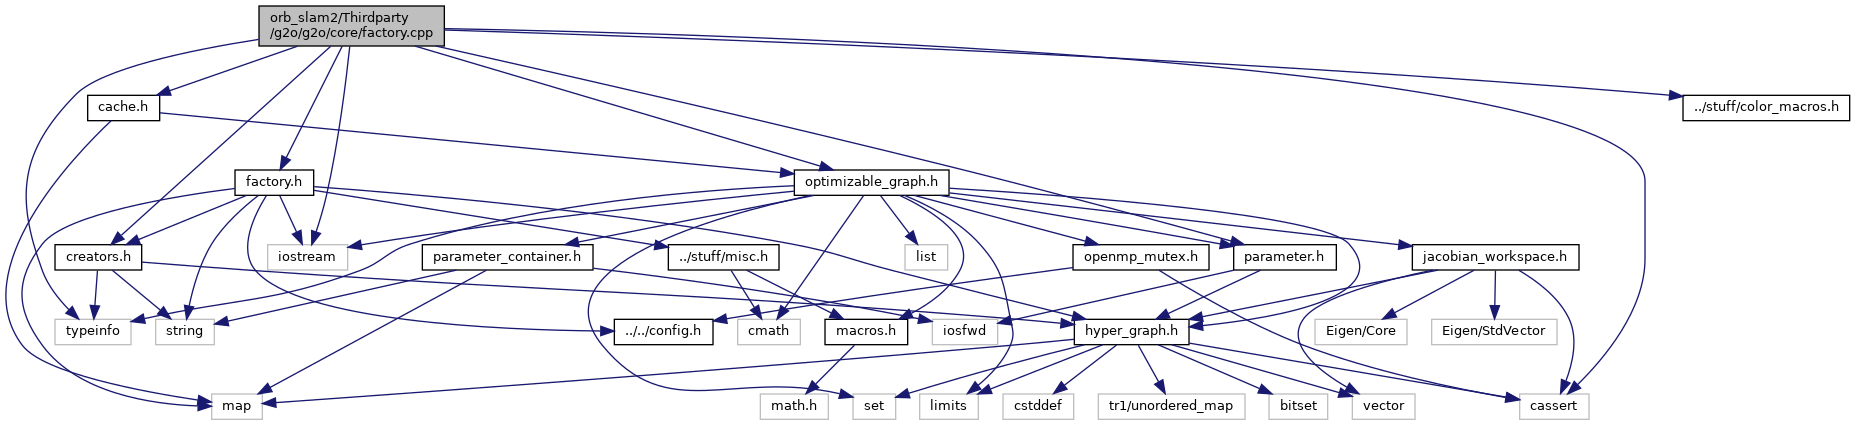 orb_slam2/Thirdparty
/g2o/g2o/core/factory.cpp
cache.h
../stuff/color_macros.h
factory.h
optimizable_graph.h
creators.h
iostream
parameter_container.h
../stuff/misc.h
list
openmp_mutex.h
parameter.h
jacobian_workspace.h
typeinfo
string
../../config.h
cmath
macros.h
iosfwd
hyper_graph.h
Eigen/Core
Eigen/StdVector
map
math.h
set
limits
cstddef
tr1/unordered_map
bitset
vector
cassert